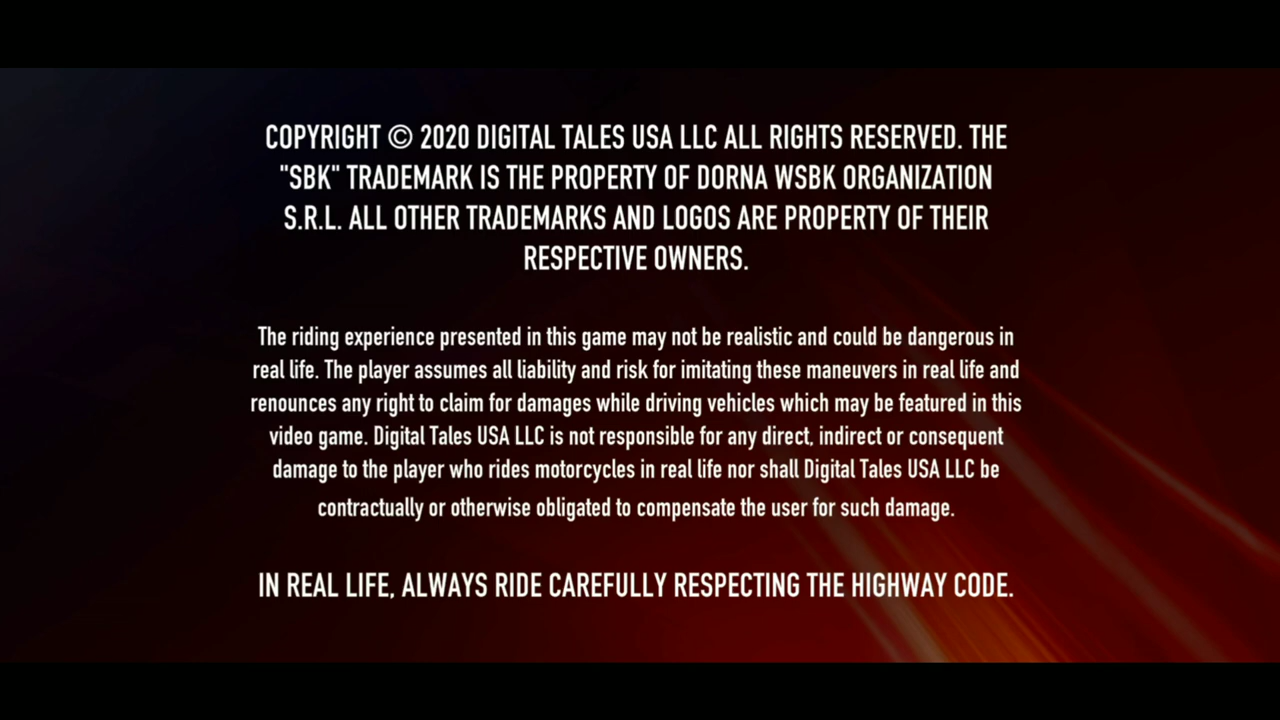 COPYRIGHT © 2020 DIGITAL TALES USA LLC ALL RIGHTS RESERVED. THE
"SBK" TRADEMARK IS THE PROPERTY OF DORNA WSBK ORGANIZATION
S.R.L. ALL OTHER TRADEMARKS AND LOGOS ARE PROPERTY OF THEIR
RESPECTIVE OWNERS.
The riding experience presented in this game may not be realistic and could be dangerous in
real life. The player assumes all liability and risk for imitating these maneuvers in real life and
renounces any right to claim for damages while driving vehicles which may be featured in this
video game. Digital Tales USA LLC is not responsible for any direct, indirect or consequent
damage to the player who rides motorcycles in real life nor shall Digital Tales USA LLC be
contractually or otherwise obligated to compensate the user for such damage.
IN REAL LIFE, ALWAYS RIDE CAREFULLY RESPECTING THE HIGHWAY CODE.